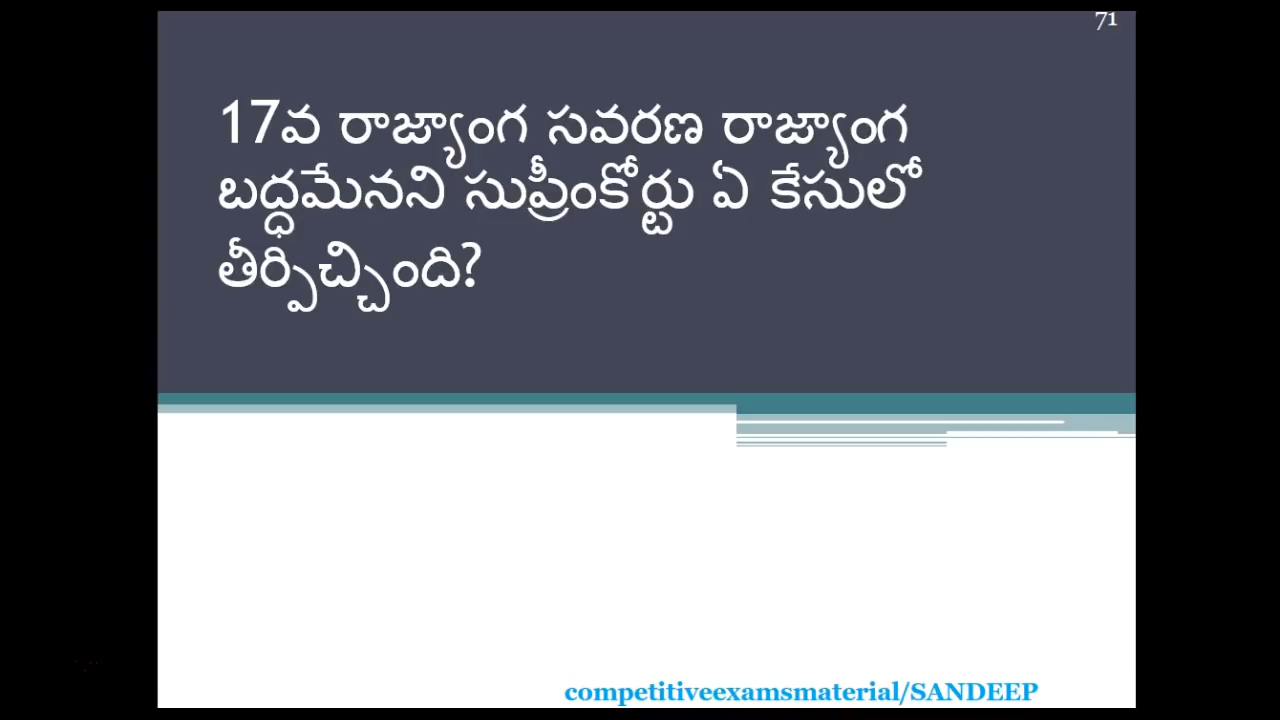 71
17వ రాజ్యాంగ సవరణ రాజ్యాంగ
బద్ధమేనని సుప్రీంకోర్టు ఏ కేసులో
తీర్పిచ్చింది?
competitiveexamsmaterial/SANDEEP